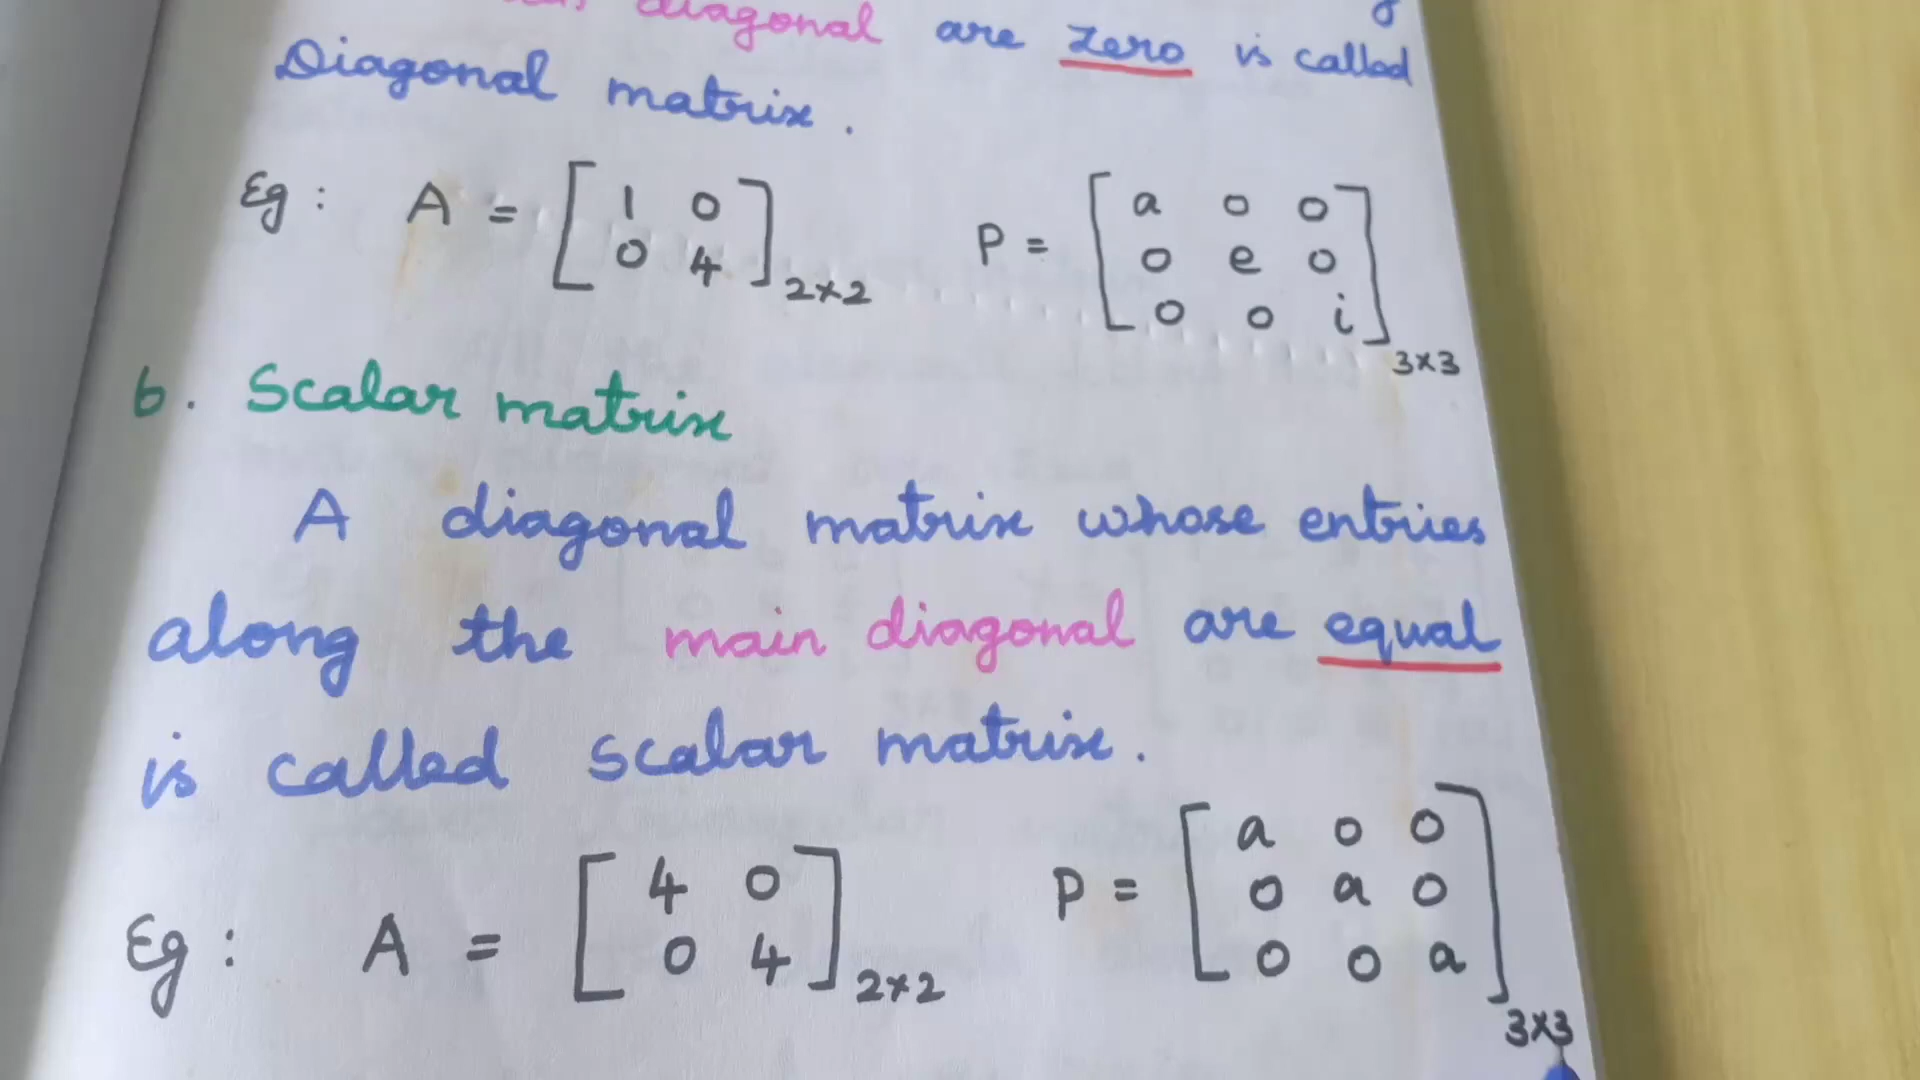 diagonal are zero is called
Diagonal matrix.
Eg : A = [ 1 0 P = [ a 0 0
0 4 ]2×2 0 e 0
0 0 i ]3×3
6. Scalar matrix
A diagonal matrix whose entries
along the main diagonal are equal
is called scalar matrix.
Eg : A = [ 4 0 P = [ a 0 0
0 4 ]2×2 0 a 0
0 0 a ]3×3